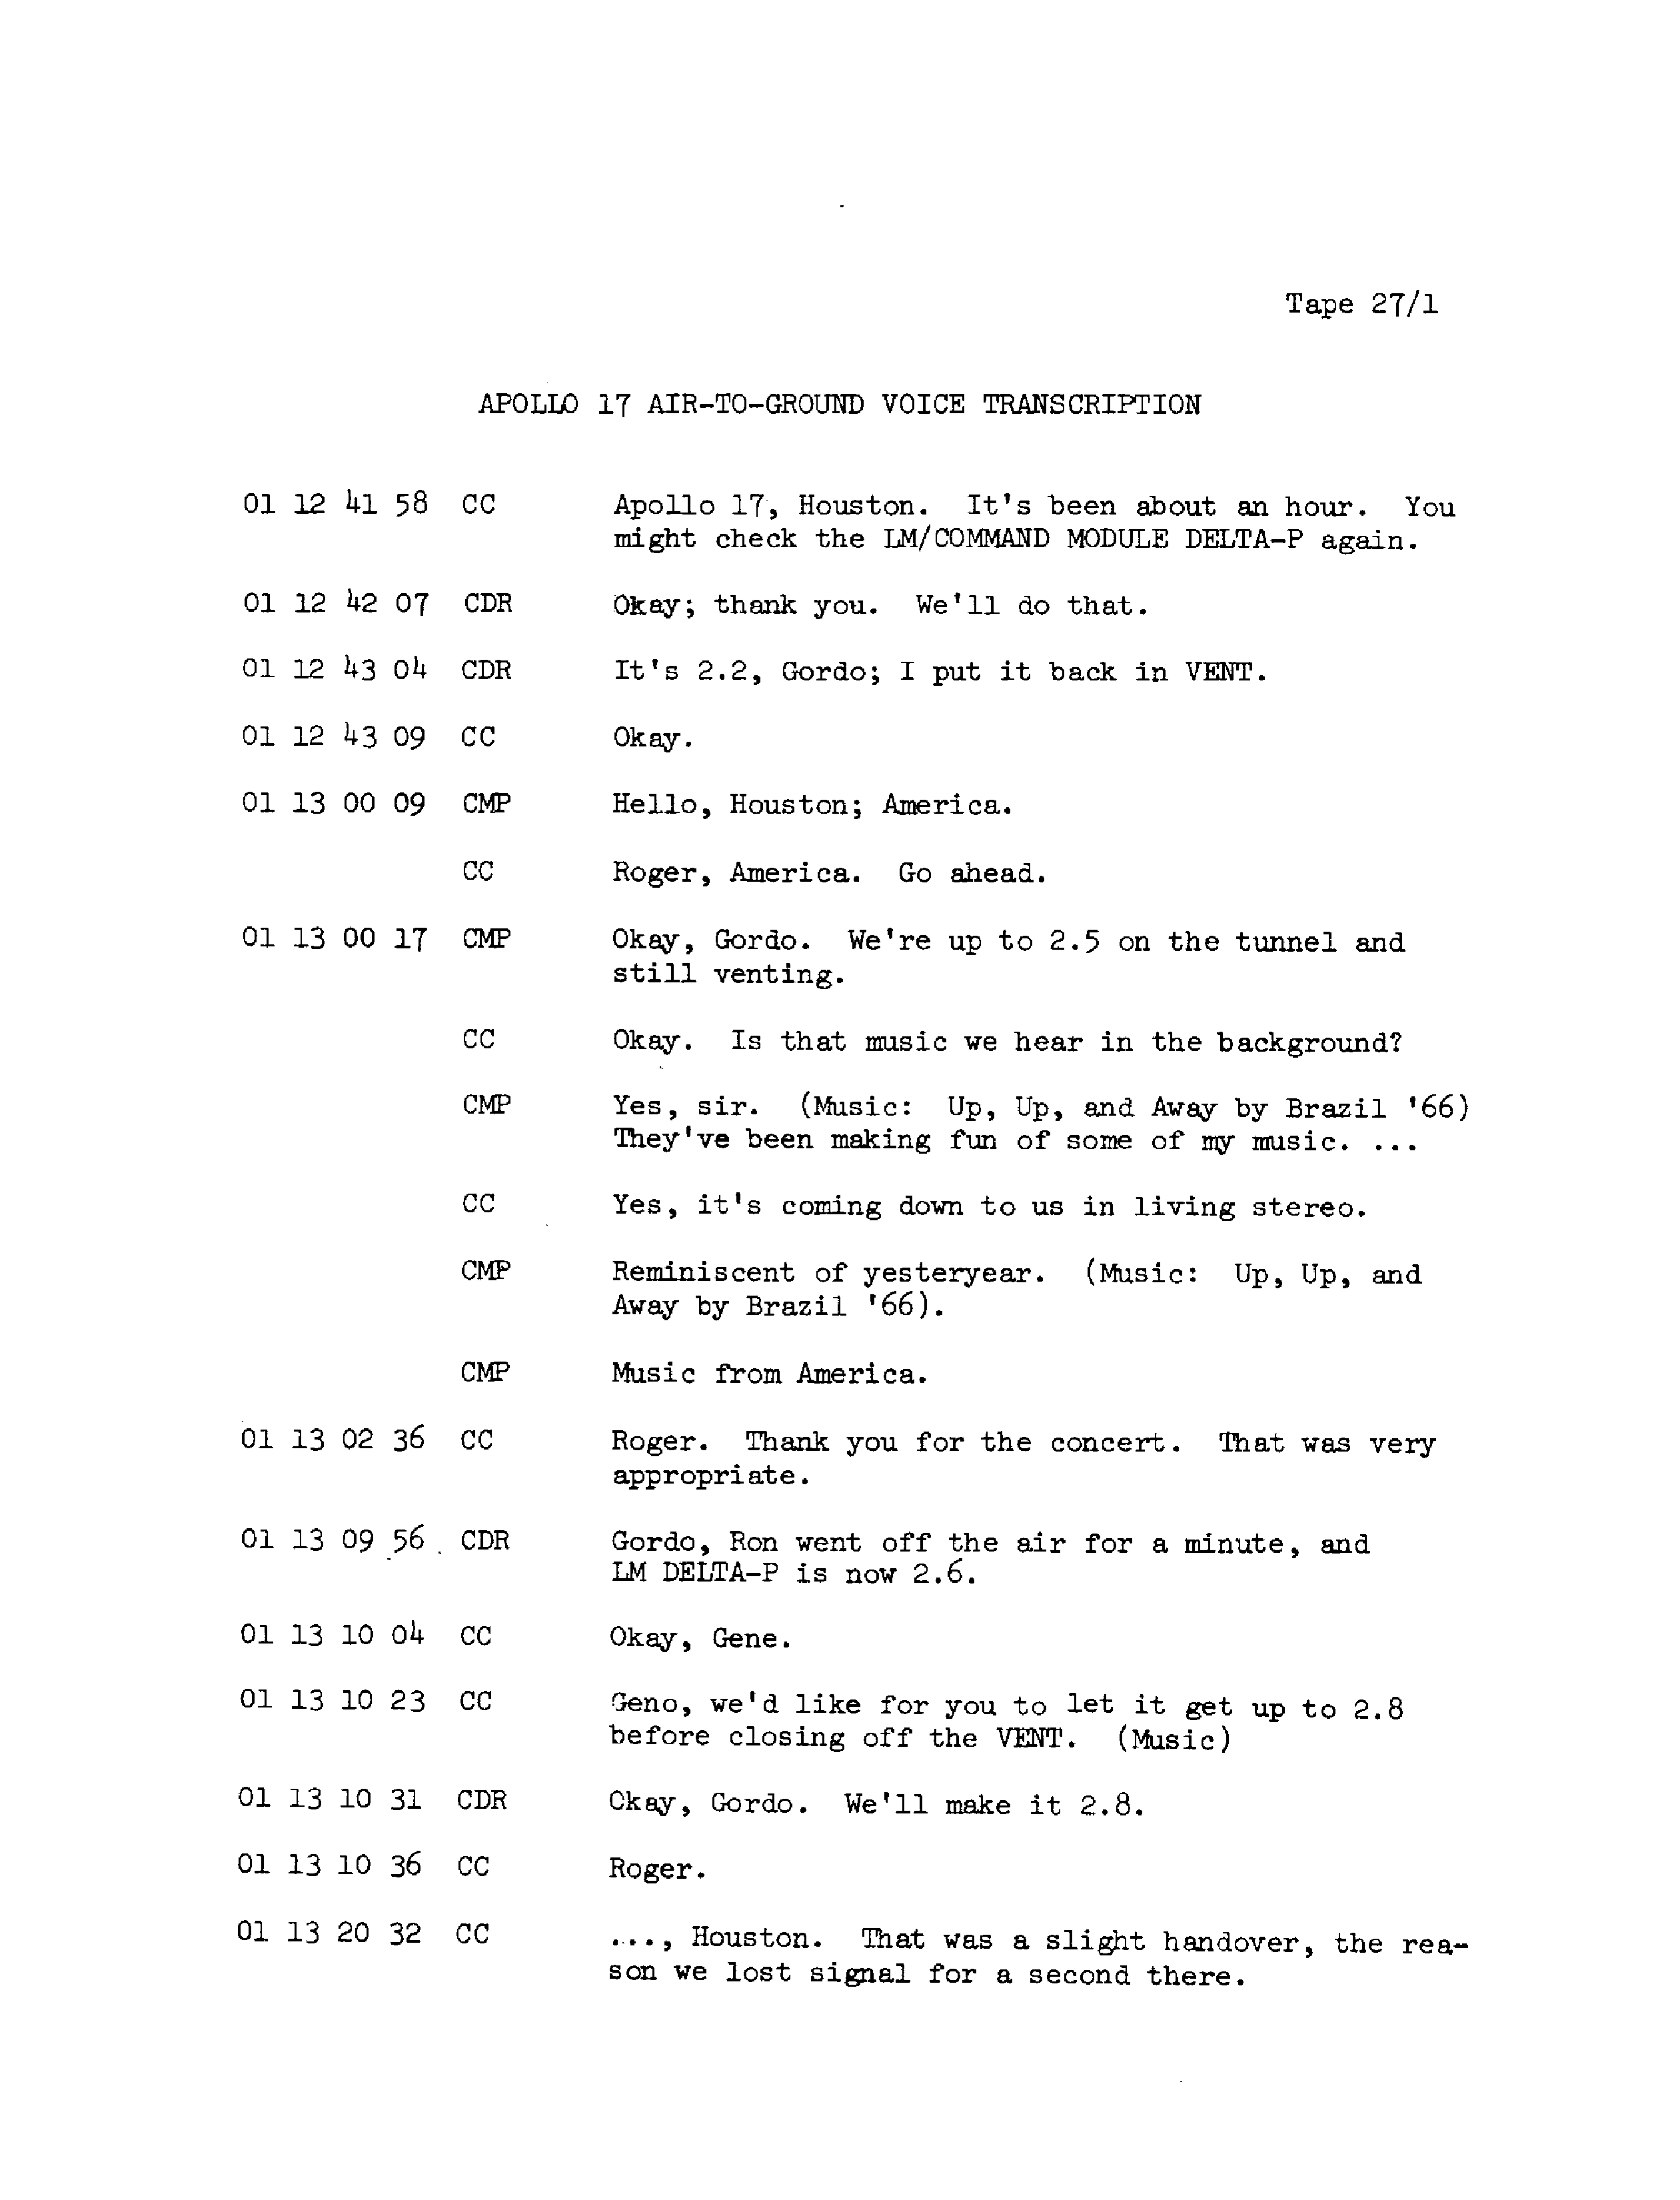 Tape 27/1
APOLLO 17 AIR-TO-GROUND VOICE TRANSCRIPTION
01 12 41 58 CC Apollo 17, Houston. It's been about an hour. You
might check the LM/COMMAND MODULE DELTA-P again.
01 12 42 07 CDR Okay; thank you. We'll do that.
01 12 43 04 CDR It's 2.2, Gordo; I put it back in VENT.
01 12 43 09 CC Okay.
01 13 00 09 CMP Hello, Houston; America.
CC Roger, America. Go ahead.
01 13 00 17 CMP Okay, Gordo. We're up to 2.5 on the tunnel and
still venting.
CC Okay. Is that music we hear in the background?
CMP Yes, sir. (Music: Up, Up, and Away by Brazil '66)
They've been making fun of some of my music. ...
CC Yes, it's coming down to us in living stereo.
CMP Reminiscent of yesteryear. (Music: Up, Up, and
Away by Brazil '66).
CMP Music from America.
01 13 02 36 CC Roger. Thank you for the concert. That was very
appropriate.
01 13 09 56 CDR Gordo, Ron went off the air for a minute, and
LM DELTA-P is now 2.6.
01 13 10 04 CC Okay, Gene.
01 13 10 23 CC Geno, we'd like for you to let it get up to 2.8
before closing off the VENT. (Music)
01 13 10 31 CDR Okay, Gordo. We'll make it 2.8.
01 13 10 36 CC Roger.
01 13 20 32 CC ..., Houston. That was a slight handover, the rea-
son we lost signal for a second there.